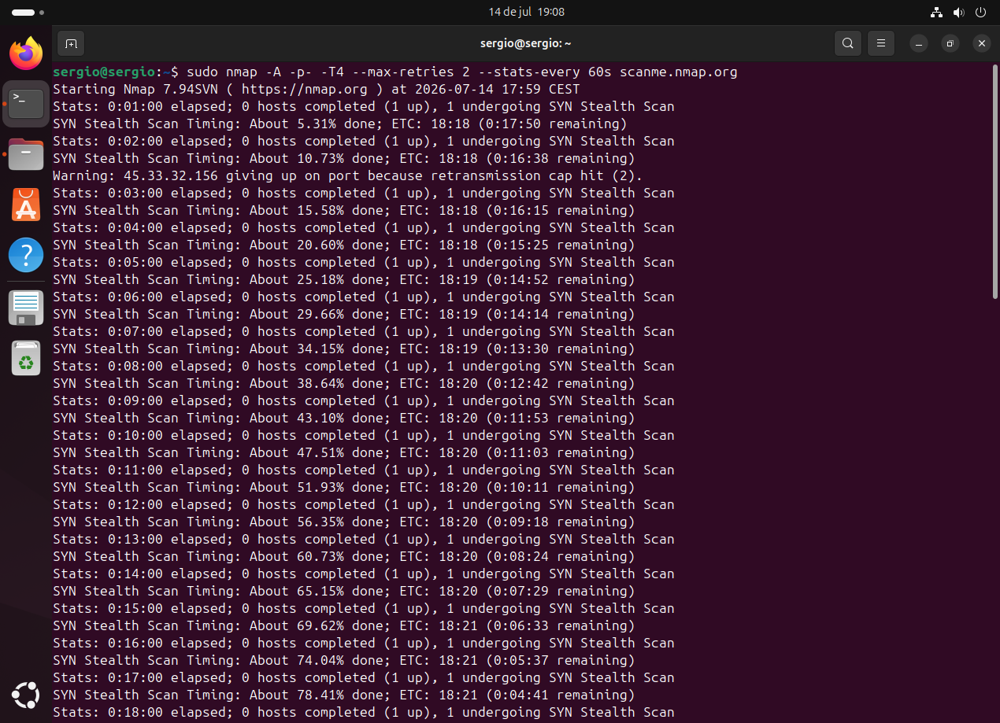 14 de jul 19:08
sergio@sergio: ~
sergio@sergio:~$ sudo nmap -A -p- -T4 --max-retries 2 --stats-every 60s scanme.nmap.org
Starting Nmap 7.94SVN ( https://nmap.org ) at 2026-07-14 17:59 CEST
Stats: 0:01:00 elapsed; 0 hosts completed (1 up), 1 undergoing SYN Stealth Scan
SYN Stealth Scan Timing: About 5.31% done; ETC: 18:18 (0:17:50 remaining)
Stats: 0:02:00 elapsed; 0 hosts completed (1 up), 1 undergoing SYN Stealth Scan
SYN Stealth Scan Timing: About 10.73% done; ETC: 18:18 (0:16:38 remaining)
Warning: 45.33.32.156 giving up on port because retransmission cap hit (2).
Stats: 0:03:00 elapsed; 0 hosts completed (1 up), 1 undergoing SYN Stealth Scan
SYN Stealth Scan Timing: About 15.58% done; ETC: 18:18 (0:16:15 remaining)
Stats: 0:04:00 elapsed; 0 hosts completed (1 up), 1 undergoing SYN Stealth Scan
SYN Stealth Scan Timing: About 20.60% done; ETC: 18:18 (0:15:25 remaining)
Stats: 0:05:00 elapsed; 0 hosts completed (1 up), 1 undergoing SYN Stealth Scan
SYN Stealth Scan Timing: About 25.18% done; ETC: 18:19 (0:14:52 remaining)
Stats: 0:06:00 elapsed; 0 hosts completed (1 up), 1 undergoing SYN Stealth Scan
SYN Stealth Scan Timing: About 29.66% done; ETC: 18:19 (0:14:14 remaining)
Stats: 0:07:00 elapsed; 0 hosts completed (1 up), 1 undergoing SYN Stealth Scan
SYN Stealth Scan Timing: About 34.15% done; ETC: 18:19 (0:13:30 remaining)
Stats: 0:08:00 elapsed; 0 hosts completed (1 up), 1 undergoing SYN Stealth Scan
SYN Stealth Scan Timing: About 38.64% done; ETC: 18:20 (0:12:42 remaining)
Stats: 0:09:00 elapsed; 0 hosts completed (1 up), 1 undergoing SYN Stealth Scan
SYN Stealth Scan Timing: About 43.10% done; ETC: 18:20 (0:11:53 remaining)
Stats: 0:10:00 elapsed; 0 hosts completed (1 up), 1 undergoing SYN Stealth Scan
SYN Stealth Scan Timing: About 47.51% done; ETC: 18:20 (0:11:03 remaining)
Stats: 0:11:00 elapsed; 0 hosts completed (1 up), 1 undergoing SYN Stealth Scan
SYN Stealth Scan Timing: About 51.93% done; ETC: 18:20 (0:10:11 remaining)
Stats: 0:12:00 elapsed; 0 hosts completed (1 up), 1 undergoing SYN Stealth Scan
SYN Stealth Scan Timing: About 56.35% done; ETC: 18:20 (0:09:18 remaining)
Stats: 0:13:00 elapsed; 0 hosts completed (1 up), 1 undergoing SYN Stealth Scan
SYN Stealth Scan Timing: About 60.73% done; ETC: 18:20 (0:08:24 remaining)
Stats: 0:14:00 elapsed; 0 hosts completed (1 up), 1 undergoing SYN Stealth Scan
SYN Stealth Scan Timing: About 65.15% done; ETC: 18:20 (0:07:29 remaining)
Stats: 0:15:00 elapsed; 0 hosts completed (1 up), 1 undergoing SYN Stealth Scan
SYN Stealth Scan Timing: About 69.62% done; ETC: 18:21 (0:06:33 remaining)
Stats: 0:16:00 elapsed; 0 hosts completed (1 up), 1 undergoing SYN Stealth Scan
SYN Stealth Scan Timing: About 74.04% done; ETC: 18:21 (0:05:37 remaining)
Stats: 0:17:00 elapsed; 0 hosts completed (1 up), 1 undergoing SYN Stealth Scan
SYN Stealth Scan Timing: About 78.41% done; ETC: 18:21 (0:04:41 remaining)
Stats: 0:18:00 elapsed; 0 hosts completed (1 up), 1 undergoing SYN Stealth Scan